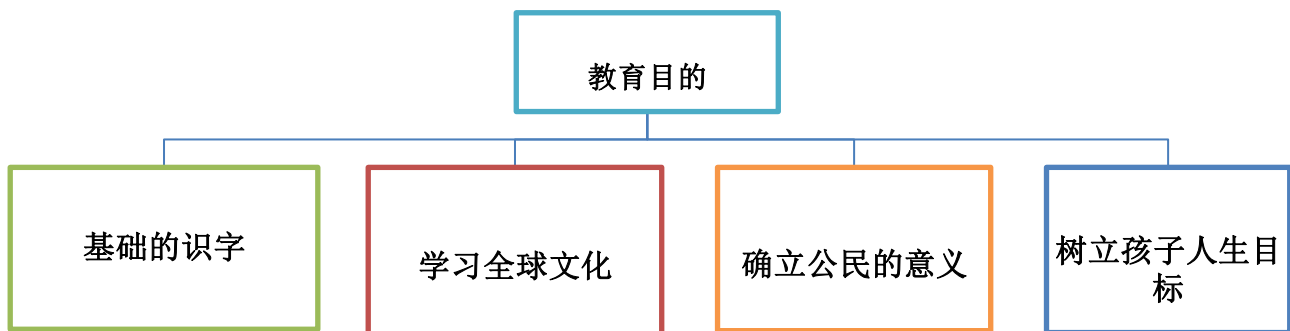 教育目的
基础的识字
学习全球文化
确立公民的意义
树立孩子人生目
标